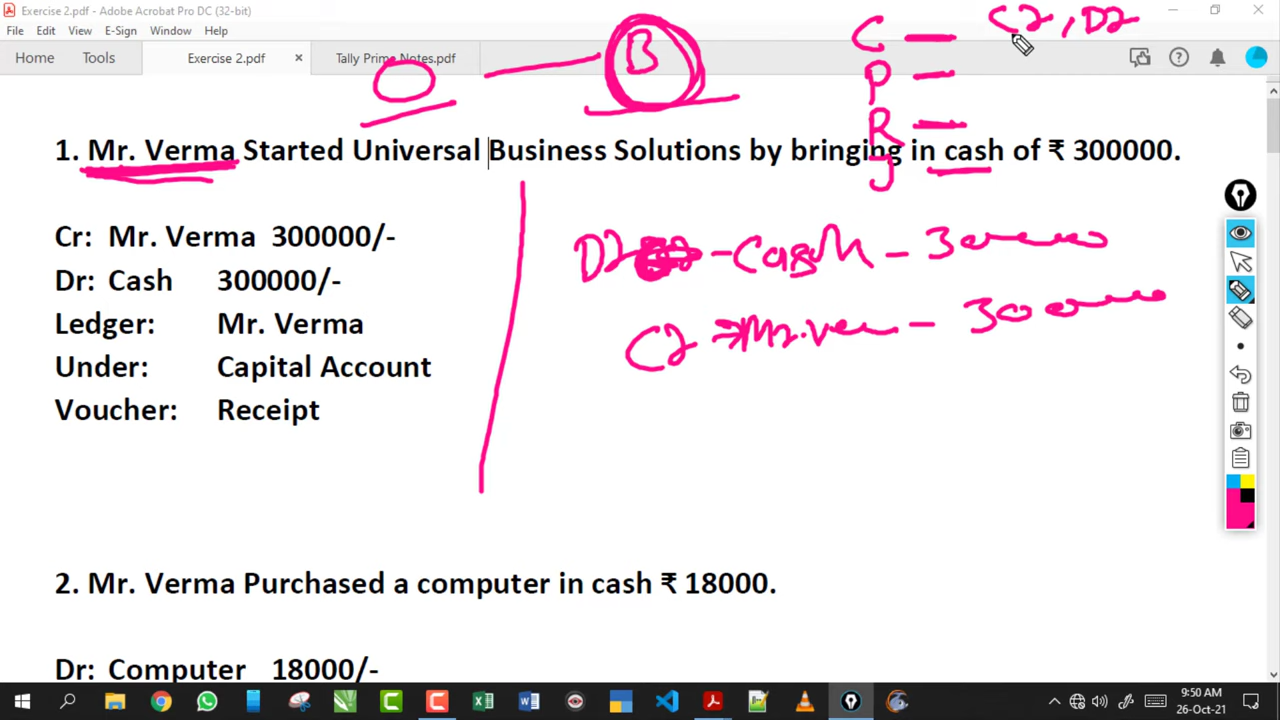 Exercise 2.pdf - Adobe Acrobat Pro DC (32-bit)
File Edit View E-Sign Window Help
Home Tools Exercise 2.pdf × Tally Prime Notes.pdf
B
C — Cr, Dr
P —
R —
J
1. Mr. Verma Started Universal Business Solutions by bringing in cash of ₹ 300000.
Cr: Mr. Verma 300000/-
Dr: Cash 300000/-
Ledger: Mr. Verma
Under: Capital Account
Voucher: Receipt
Dr - Cash - 300000
Cr → Mr. Ver - 300000
2. Mr. Verma Purchased a computer in cash ₹ 18000.
Dr: Computer 18000/-
9:50 AM
26-Oct-21